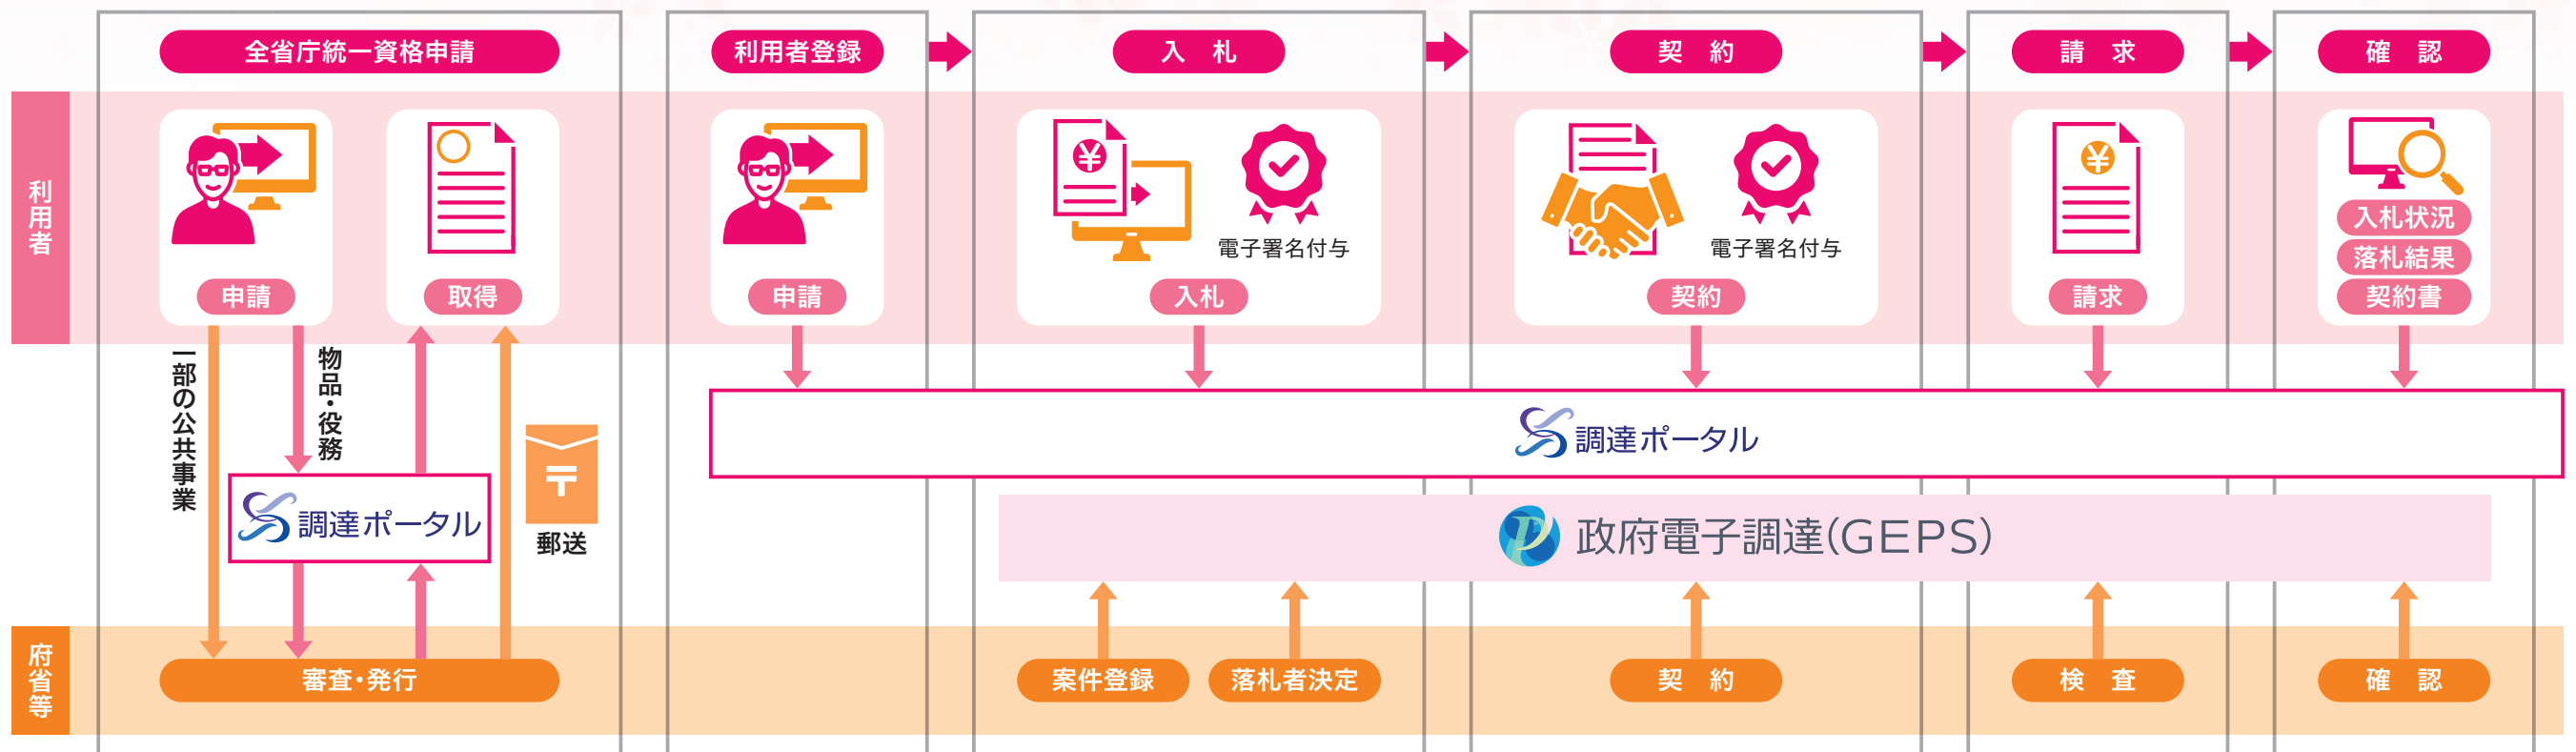 全省庁統一資格申請
利用者登録
入　札
契　約
請　求
確　認
利用者
申請
取得
申請
電子署名付与
入札
電子署名付与
契約
請求
入札状況
落札結果
契約書
一部の公共事業
物品・役務
調達ポータル
郵送
調達ポータル
政府電子調達(GEPS)
府省等
審査・発行
案件登録
落札者決定
契　約
検　査
確　認